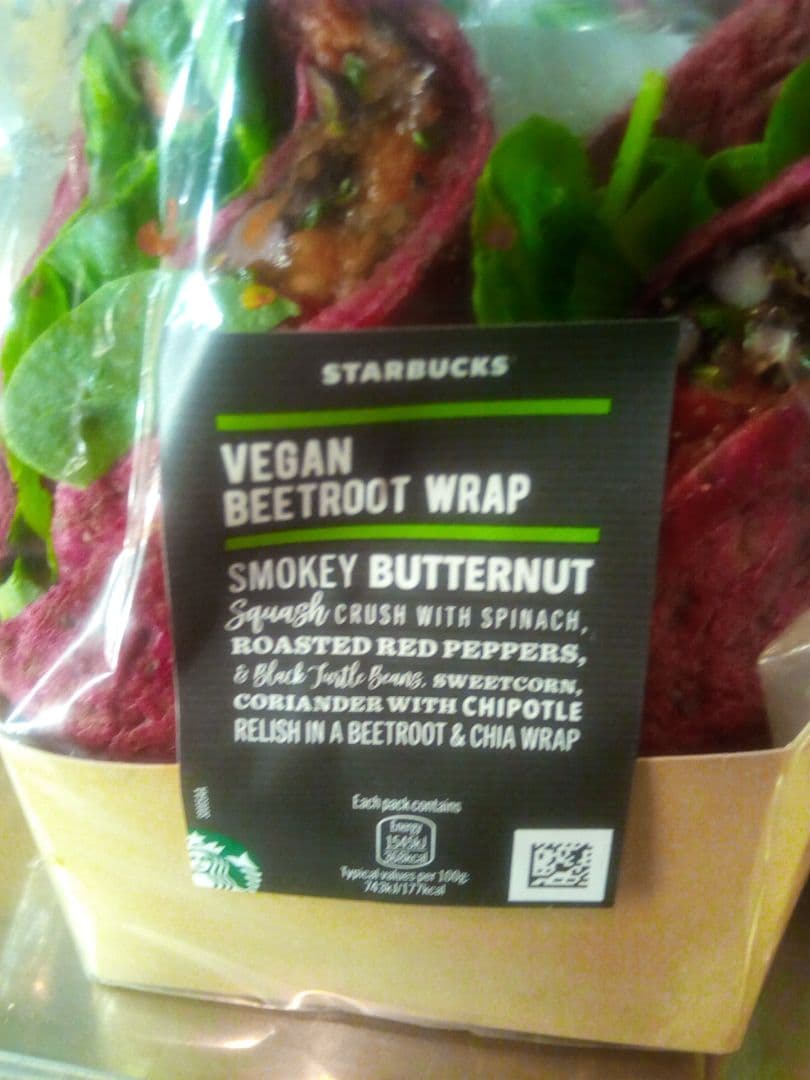 STARBUCKS
VEGAN
BEETROOT WRAP
SMOKEY BUTTERNUT
Squash CRUSH WITH SPINACH,
ROASTED RED PEPPERS,
& Black Turtle Beans, SWEETCORN,
CORIANDER WITH CHIPOTLE
RELISH IN A BEETROOT & CHIA WRAP
Each pack contains
Energy
368kcal
Typical values per 100g:
743kJ/177kcal